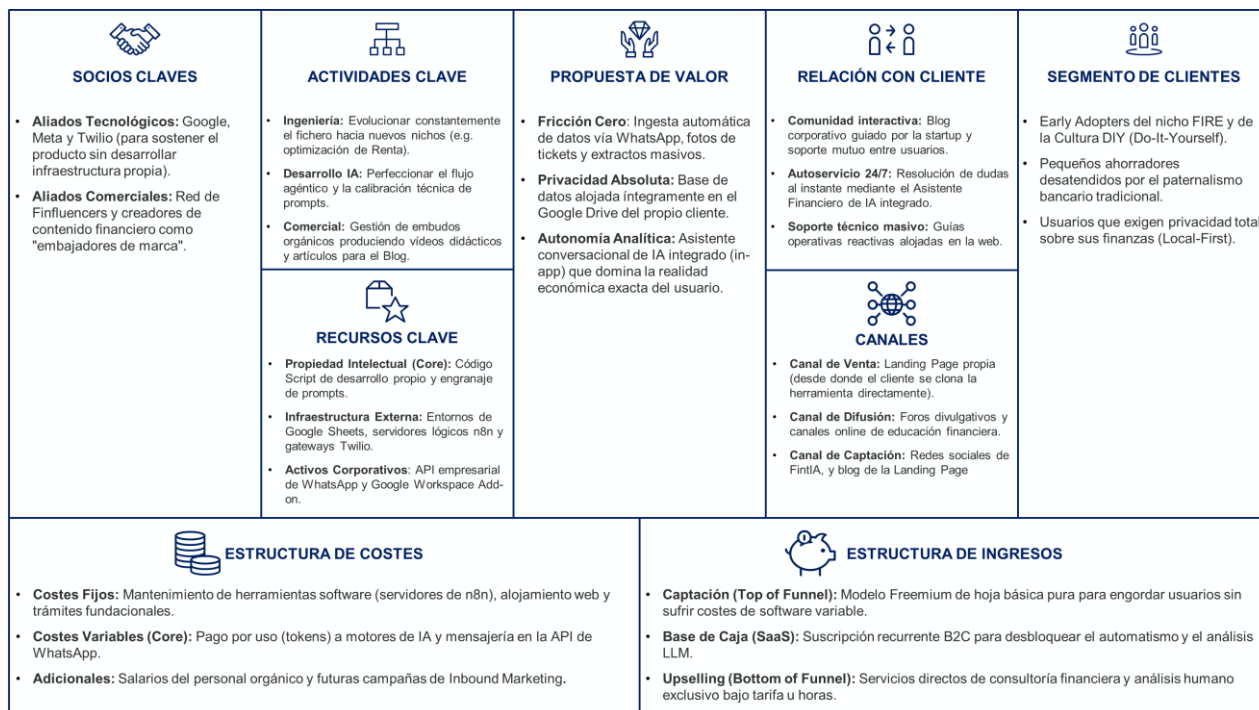 SOCIOS CLAVES
• Aliados Tecnológicos: Google,
Meta y Twilio (para sostener el
producto sin desarrollar
infraestructura propia).
• Aliados Comerciales: Red de
Finfluencers y creadores de
contenido financiero como
"embajadores de marca".
ACTIVIDADES CLAVE
• Ingeniería: Evolucionar constantemente
el fichero hacia nuevos nichos (e.g.
optimización de Renta).
• Desarrollo IA: Perfeccionar el flujo
agéntico y la calibración técnica de
prompts.
• Comercial: Gestión de embudos
orgánicos produciendo vídeos didácticos
y artículos para el Blog.
RECURSOS CLAVE
• Propiedad Intelectual (Core): Código
Script de desarrollo propio y engranaje
de prompts.
• Infraestructura Externa: Entornos de
Google Sheets, servidores lógicos n8n y
gateways Twilio.
• Activos Corporativos: API empresarial
de WhatsApp y Google Workspace Add-
on.
PROPUESTA DE VALOR
• Fricción Cero: Ingesta automática
de datos vía WhatsApp, fotos de
tickets y extractos masivos.
• Privacidad Absoluta: Base de
datos alojada íntegramente en el
Google Drive del propio cliente.
• Autonomía Analítica: Asistente
conversacional de IA integrado (in-
app) que domina la realidad
económica exacta del usuario.
RELACIÓN CON CLIENTE
• Comunidad interactiva: Blog
corporativo guiado por la startup y
soporte mutuo entre usuarios.
• Autoservicio 24/7: Resolución de dudas
al instante mediante el Asistente
Financiero de IA integrado.
• Soporte técnico masivo: Guías
operativas reactivas alojadas en la web.
CANALES
• Canal de Venta: Landing Page propia
(desde donde el cliente se clona la
herramienta directamente).
• Canal de Difusión: Foros divulgativos y
canales online de educación financiera.
• Canal de Captación: Redes sociales de
FintIA, y blog de la Landing Page
SEGMENTO DE CLIENTES
• Early Adopters del nicho FIRE y de
la Cultura DIY (Do-It-Yourself).
• Pequeños ahorradores
desatendidos por el paternalismo
bancario tradicional.
• Usuarios que exigen privacidad total
sobre sus finanzas (Local-First).
ESTRUCTURA DE COSTES
• Costes Fijos: Mantenimiento de herramientas software (servidores de n8n), alojamiento web y
trámites fundacionales.
• Costes Variables (Core): Pago por uso (tokens) a motores de IA y mensajería en la API de
WhatsApp.
• Adicionales: Salarios del personal orgánico y futuras campañas de Inbound Marketing.
ESTRUCTURA DE INGRESOS
• Captación (Top of Funnel): Modelo Freemium de hoja básica pura para engordar usuarios sin
sufrir costes de software variable.
• Base de Caja (SaaS): Suscripción recurrente B2C para desbloquear el automatismo y el análisis
LLM.
• Upselling (Bottom of Funnel): Servicios directos de consultoría financiera y análisis humano
exclusivo bajo tarifa u horas.